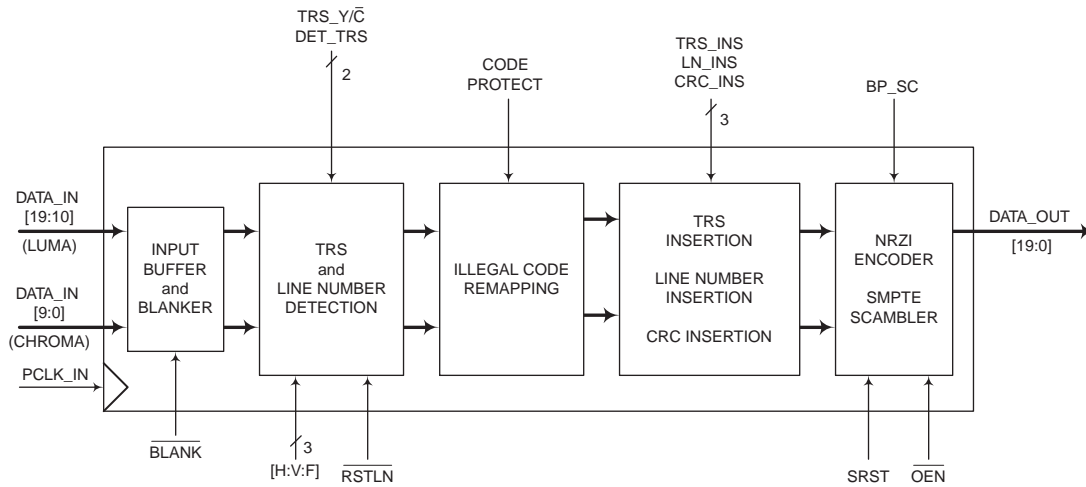 TRS_Y/C̅
DET_TRS
2
CODE
PROTECT
TRS_INS
LN_INS
CRC_INS
3
BP_SC
DATA_IN
[19:10]
(LUMA)
DATA_IN
[9:0]
(CHROMA)
PCLK_IN
INPUT
BUFFER
and
BLANKER
TRS
and
LINE NUMBER
DETECTION
ILLEGAL CODE
REMAPPING
TRS
INSERTION
LINE NUMBER
INSERTION
CRC INSERTION
NRZI
ENCODER
SMPTE
SCAMBLER
DATA_OUT
[19:0]
BLANK
3
[H:V:F]
RSTLN
SRST
OEN